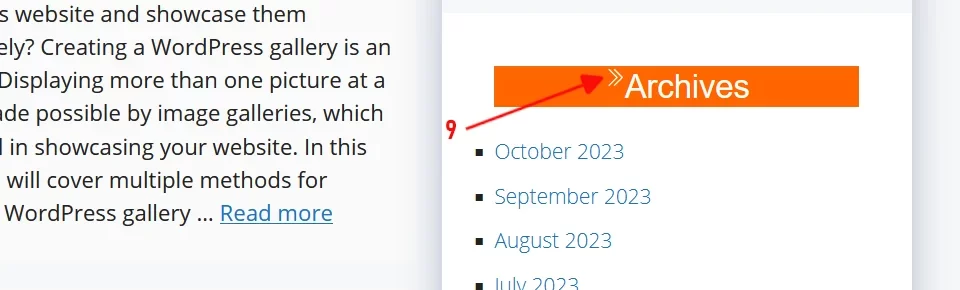 s website and showcase them
ely? Creating a WordPress gallery is an
Displaying more than one picture at a
ade possible by image galleries, which
l in showcasing your website. In this
will cover multiple methods for
WordPress gallery ... Read more
»Archives
9
October 2023
September 2023
August 2023
July 2023